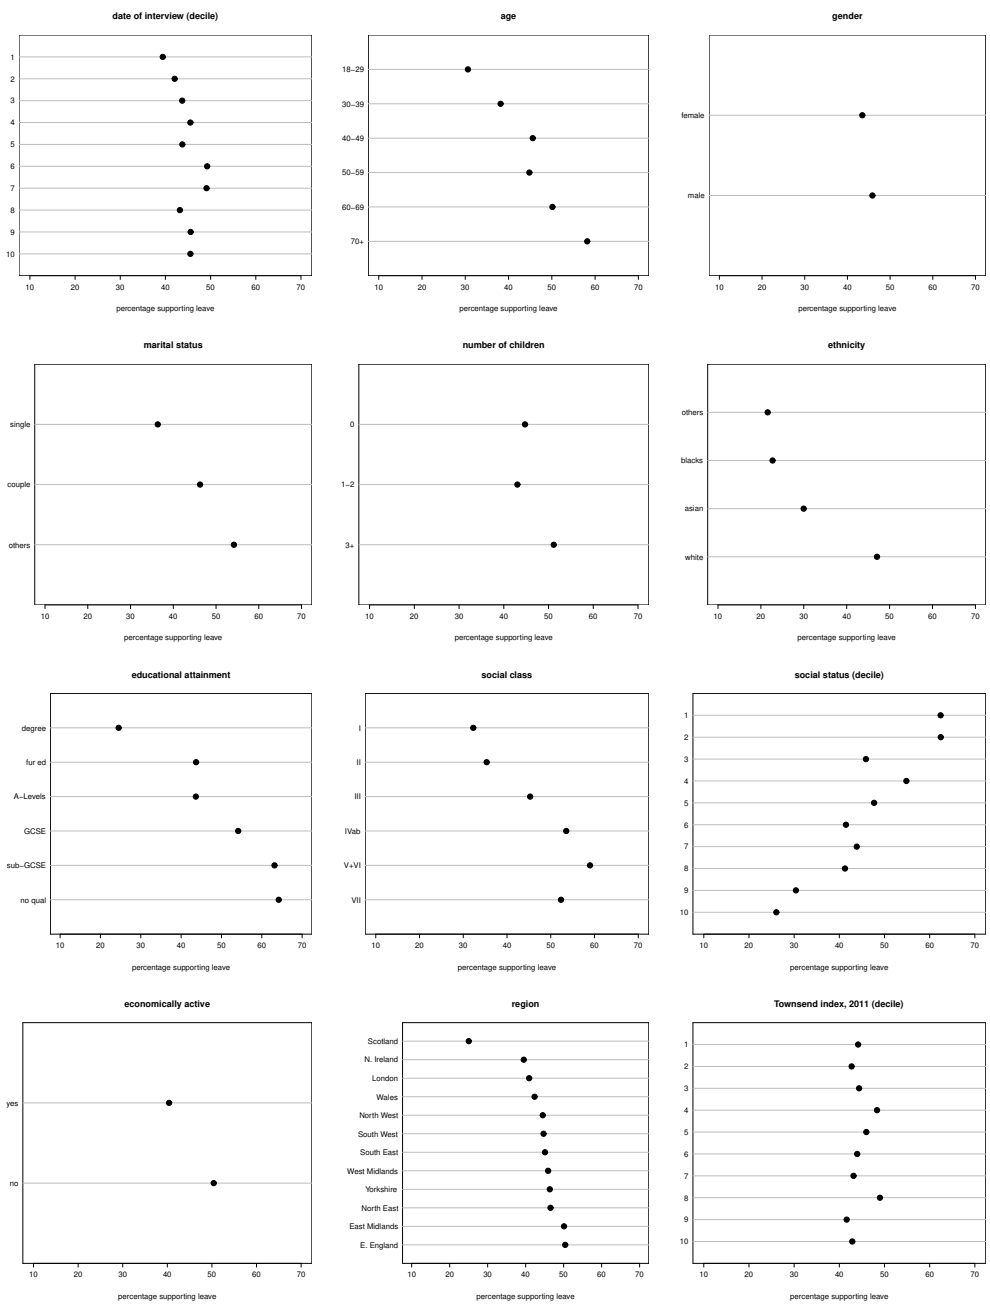 date of interview (decile)
1
2
3
4
5
6
7
8
9
10
10 20 30 40 50 60 70
percentage supporting leave
age
18−29
30−39
40−49
50−59
60−69
70+
10 20 30 40 50 60 70
percentage supporting leave
gender
female
male
10 20 30 40 50 60 70
percentage supporting leave
marital status
single
couple
others
10 20 30 40 50 60 70
percentage supporting leave
number of children
0
1−2
3+
10 20 30 40 50 60 70
percentage supporting leave
ethnicity
others
blacks
asian
white
10 20 30 40 50 60 70
percentage supporting leave
educational attainment
degree
fur ed
A−Levels
GCSE
sub−GCSE
no qual
10 20 30 40 50 60 70
percentage supporting leave
social class
I
II
III
IVab
V+VI
VII
10 20 30 40 50 60 70
percentage supporting leave
social status (decile)
1
2
3
4
5
6
7
8
9
10
10 20 30 40 50 60 70
percentage supporting leave
economically active
yes
no
10 20 30 40 50 60 70
percentage supporting leave
region
Scotland
N. Ireland
London
Wales
North West
South West
South East
West Midlands
Yorkshire
North East
East Midlands
E. England
10 20 30 40 50 60 70
percentage supporting leave
Townsend index, 2011 (decile)
1
2
3
4
5
6
7
8
9
10
10 20 30 40 50 60 70
percentage supporting leave